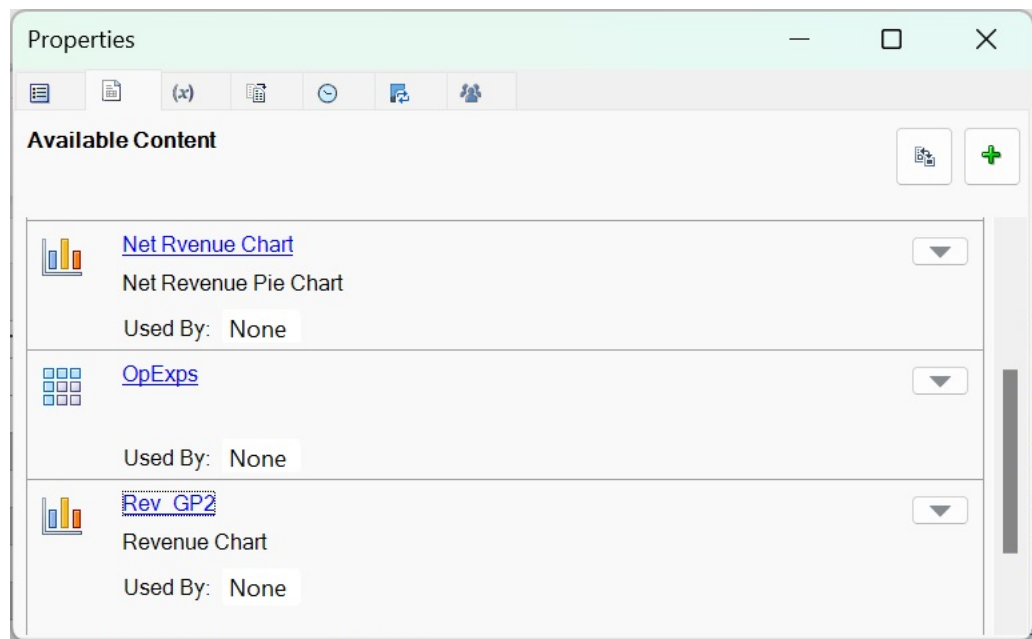 Properties
(x)
Available Content
Net Rvenue Chart
Net Revenue Pie Chart
Used By: None
OpExps
Used By: None
Rev_GP2
Revenue Chart
Used By: None